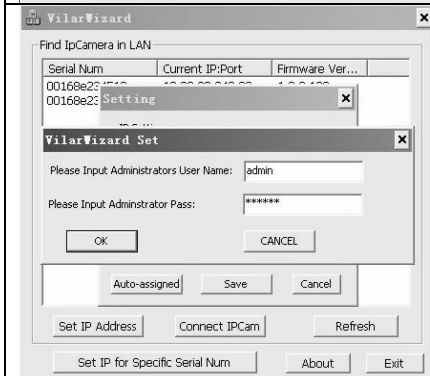 VilarWizard
Find IpCamera in LAN
Serial Num Current IP:Port Firmware Ver...
00168e23
00168e23 Setting
VilarWizard Set
Please Input Administrators User Name: admin
Please Input Adminstrator Pass: ******
OK CANCEL
Auto-assigned Save Cancel
Set IP Address Connect IPCam Refresh
Set IP for Specific Serial Num About Exit